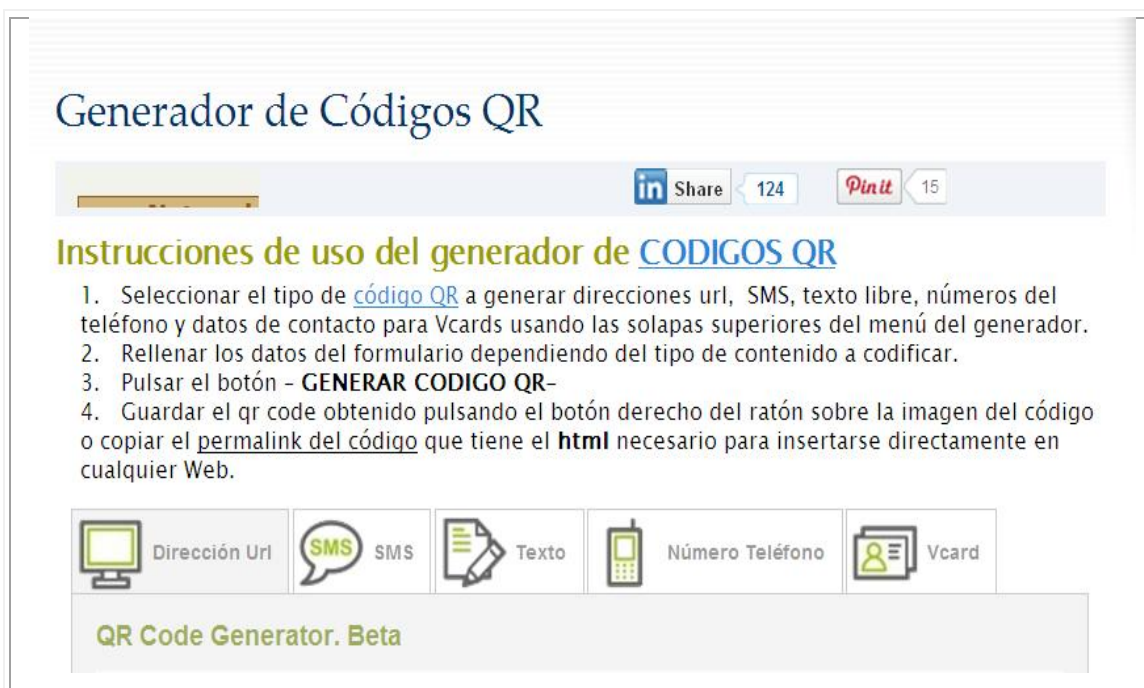 Generador de Códigos QR
Share 124 Pin it 15
Instrucciones de uso del generador de CODIGOS QR
1. Seleccionar el tipo de código QR a generar direcciones url, SMS, texto libre, números del
teléfono y datos de contacto para Vcards usando las solapas superiores del menú del generador.
2. Rellenar los datos del formulario dependiendo del tipo de contenido a codificar.
3. Pulsar el botón – GENERAR CODIGO QR–
4. Guardar el qr code obtenido pulsando el botón derecho del ratón sobre la imagen del código
o copiar el permalink del código que tiene el html necesario para insertarse directamente en
cualquier Web.
Dirección Url SMS SMS Texto Número Teléfono Vcard
QR Code Generator. Beta